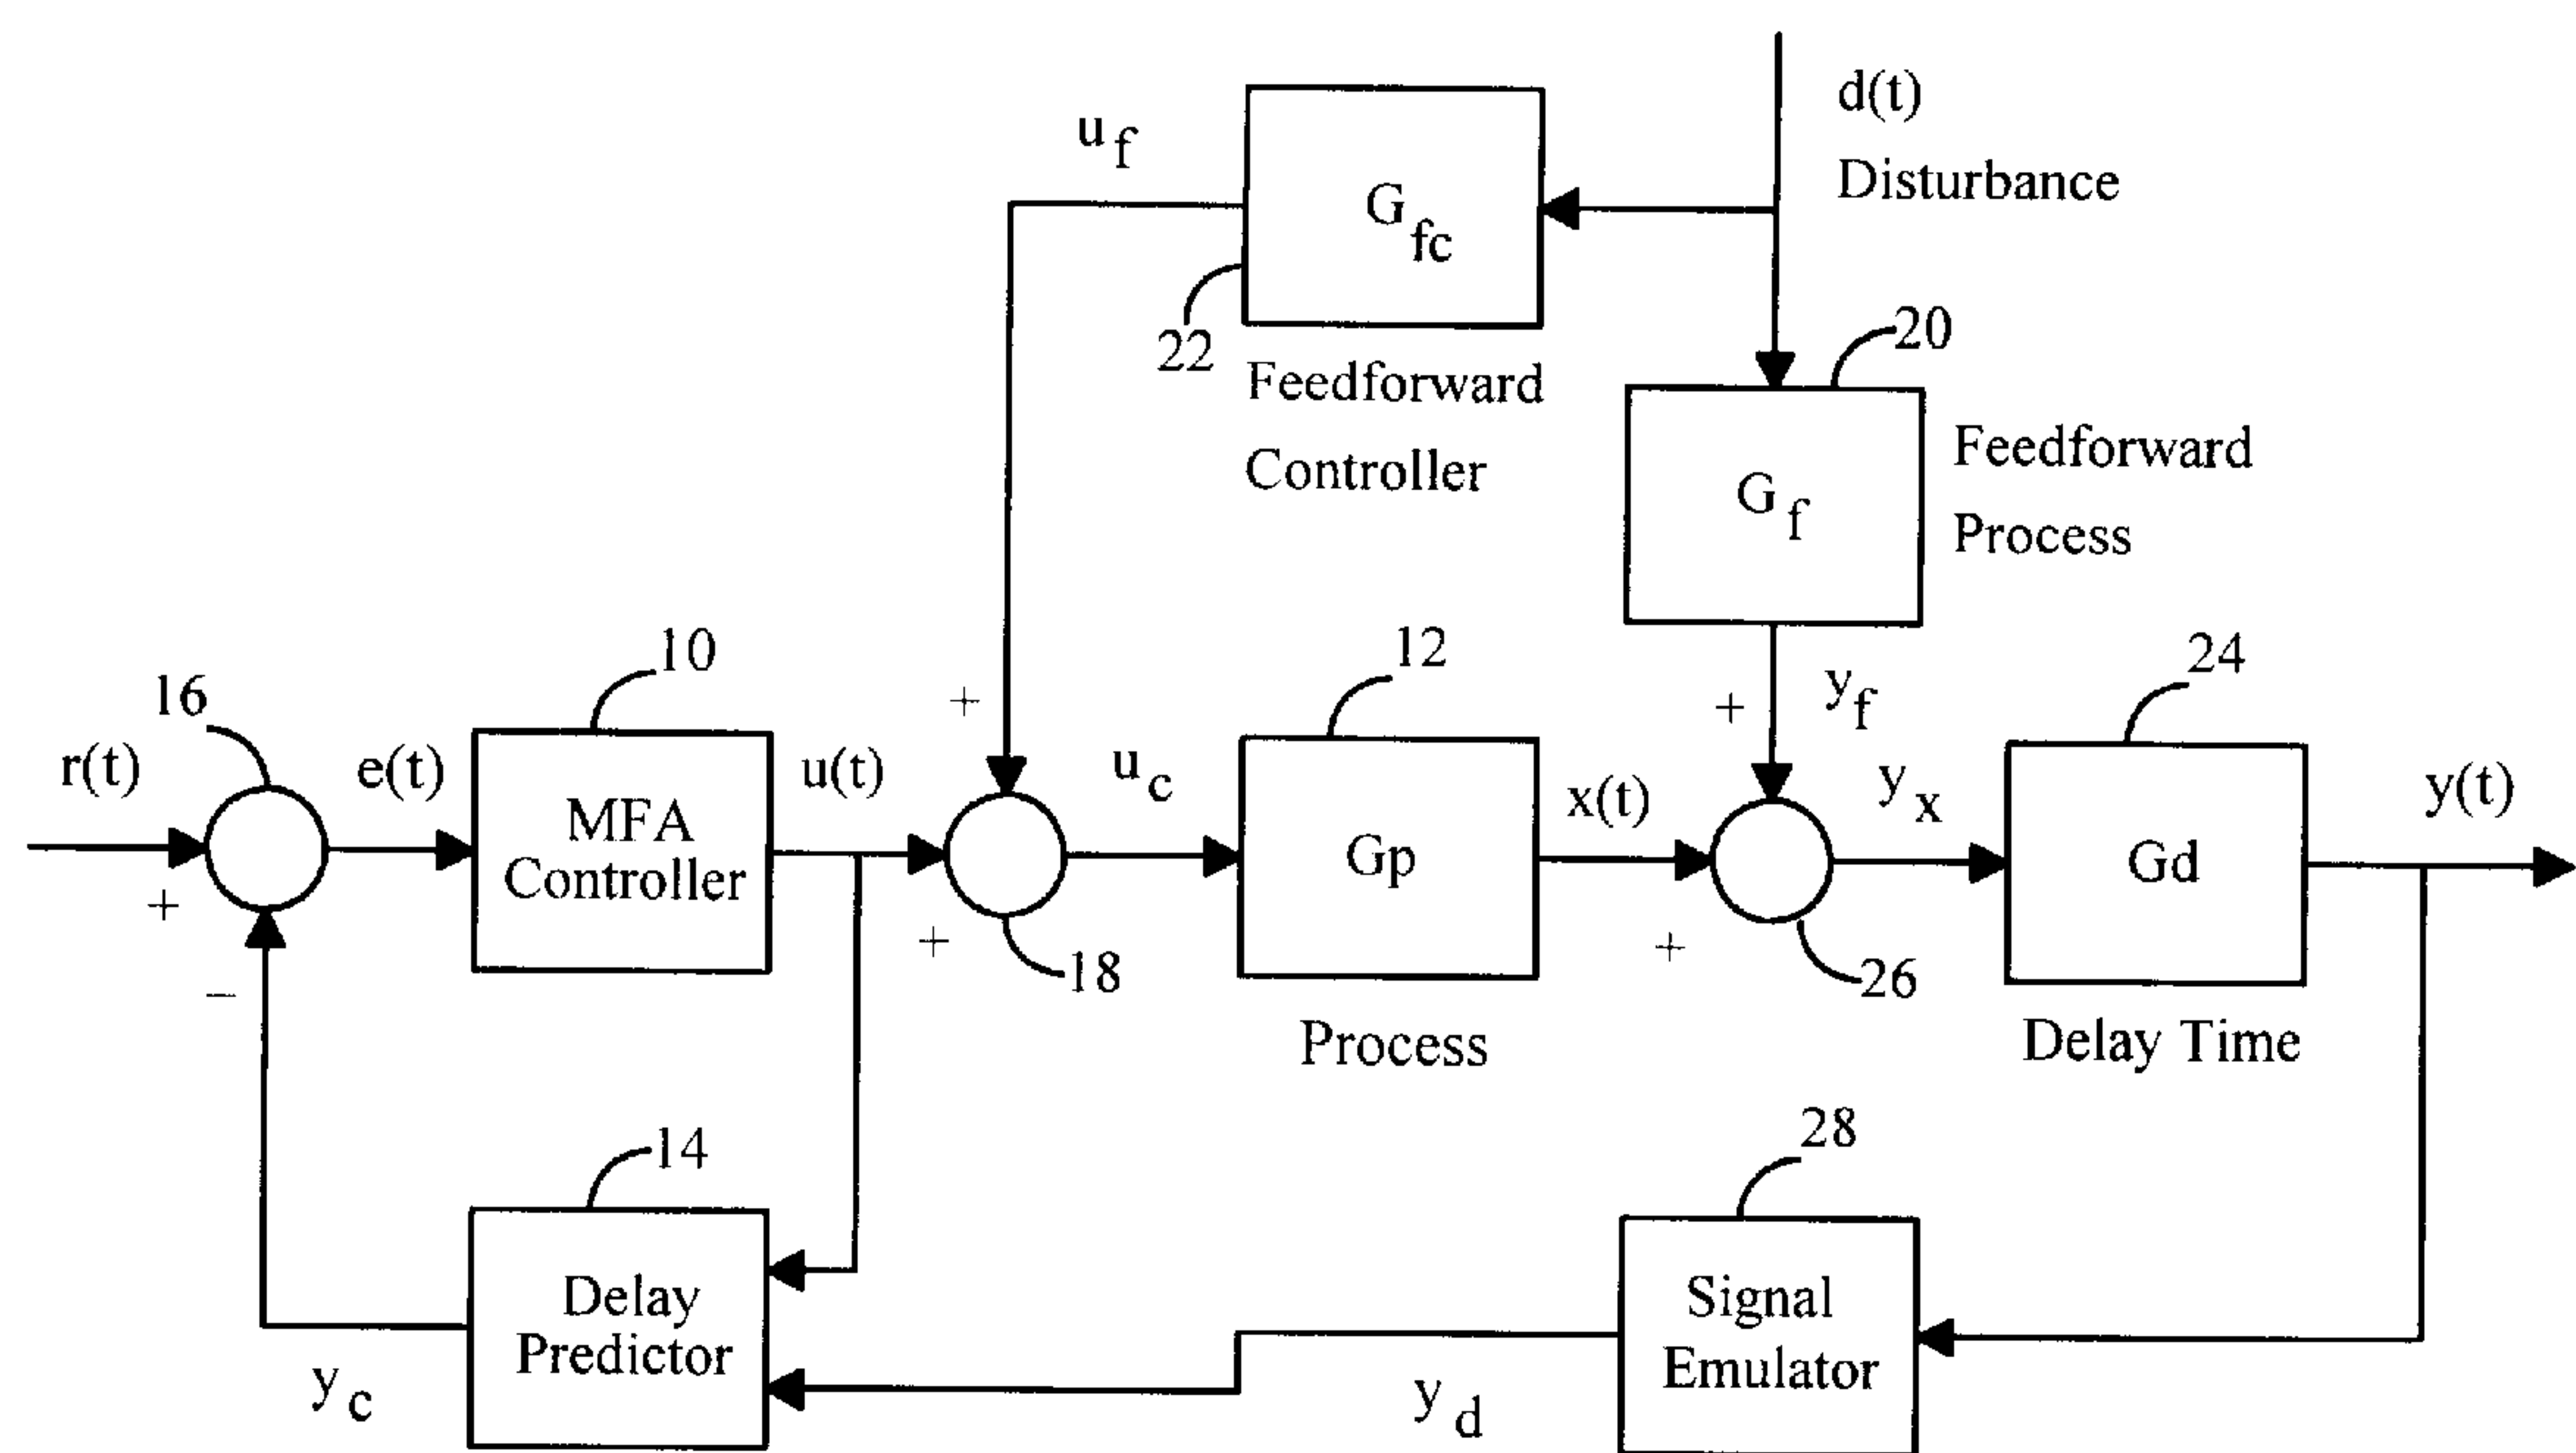 d(t)
Disturbance
u f
G fc
22
Feedforward
Controller
20
G f
Feedforward
Process
y f
+
+
16
10
12
24
r(t)
e(t)
MFA
Controller
u(t)
u c
Gp
x(t)
y x
Gd
y(t)
+
+
+
−
18
26
Process
Delay Time
14
28
Delay
Predictor
Signal
Emulator
y c
y d